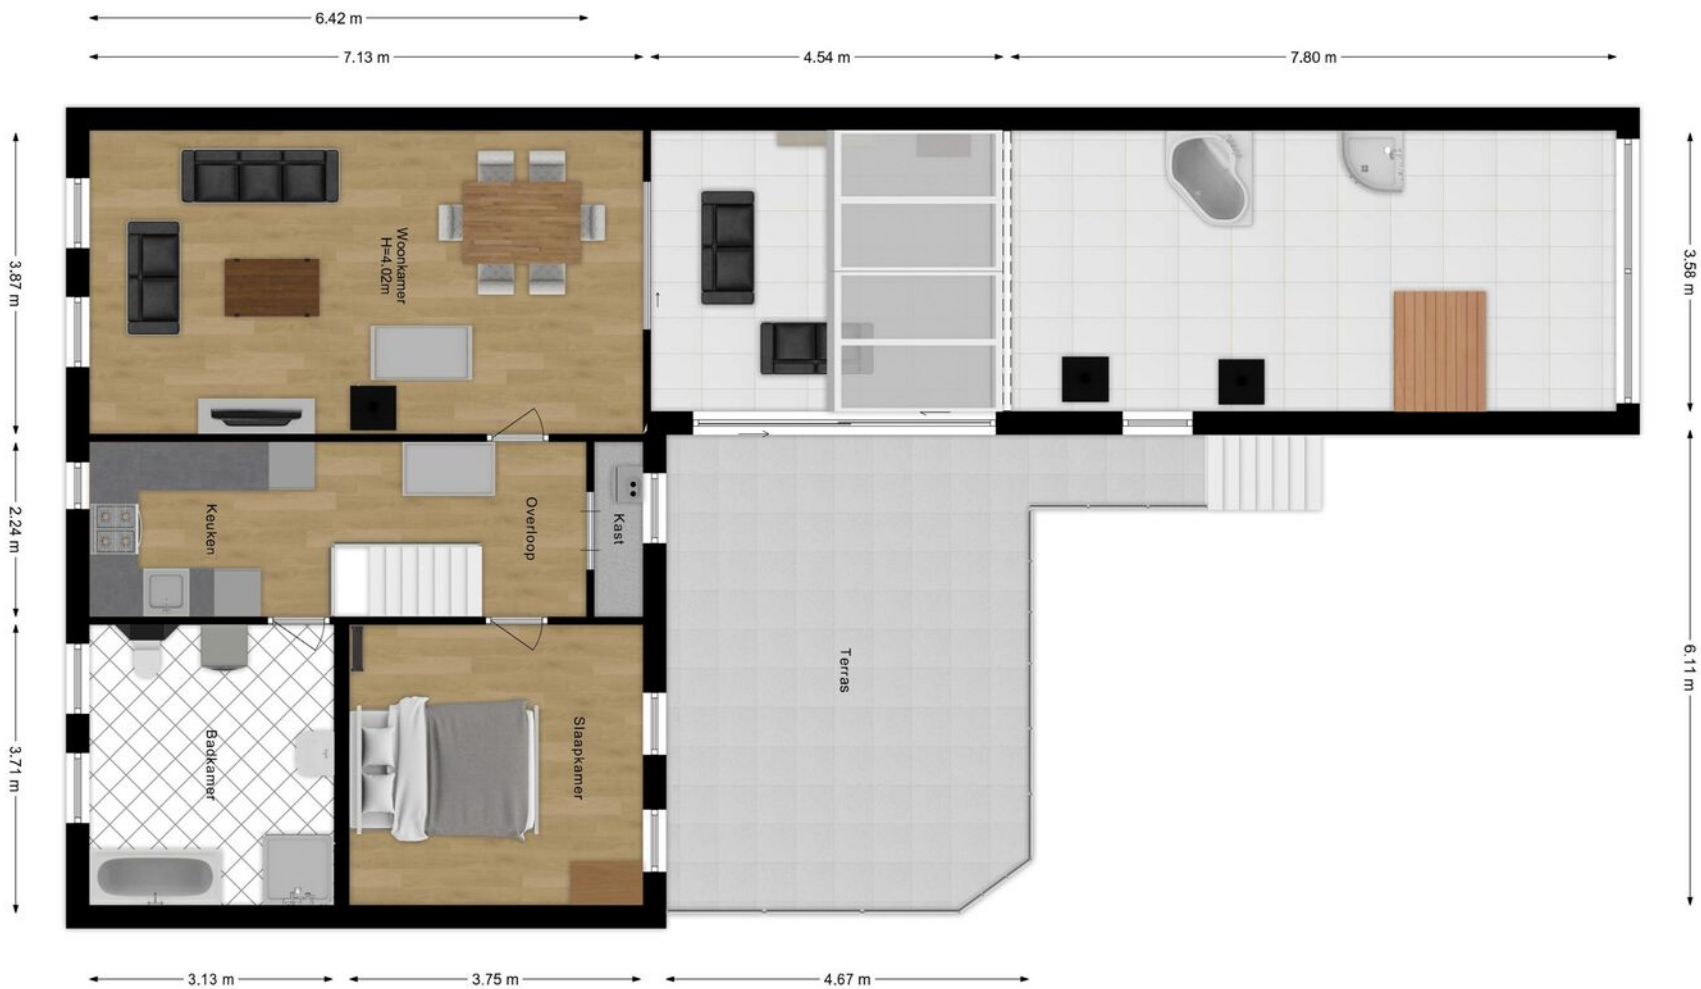 6.42 m
7.13 m
4.54 m
7.80 m
3.87 m
3.58 m
Woonkamer
H=4.02m
2.24 m
Keuken
Overloop
Kast
Terras
6.11 m
3.71 m
Badkamer
Slaapkamer
3.13 m
3.75 m
4.67 m